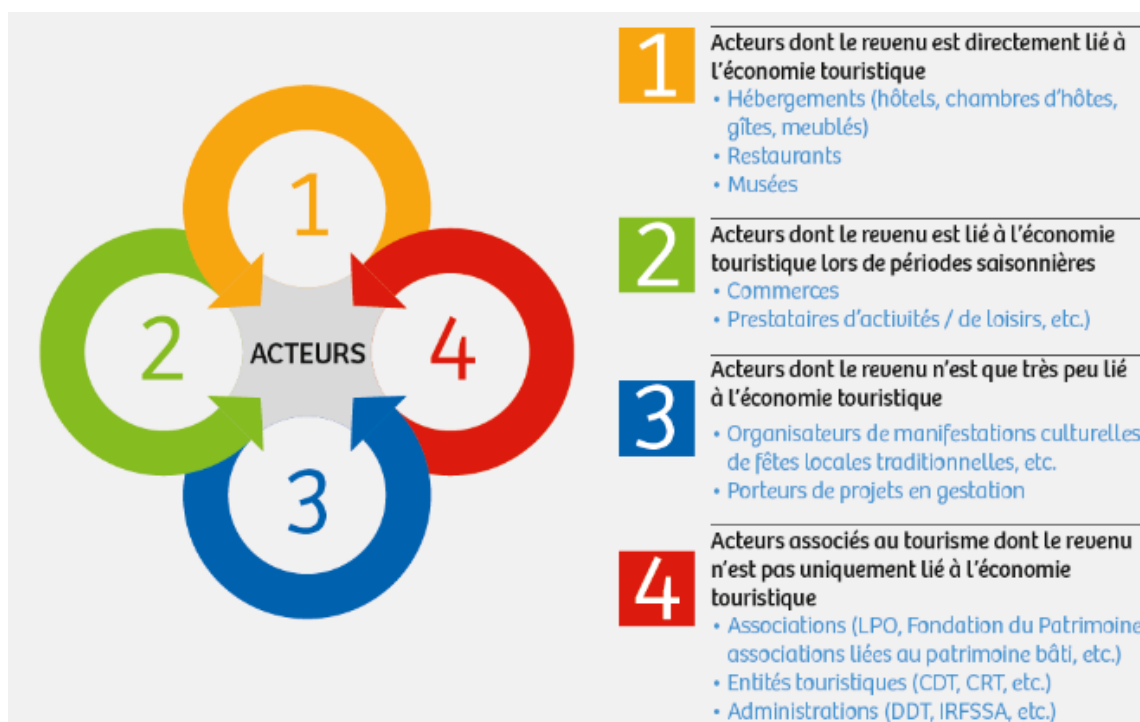 1
2
ACTEURS
4
3
1
Acteurs dont le revenu est directement lié à
l'économie touristique
• Hébergements (hôtels, chambres d'hôtes,
gîtes, meublés)
• Restaurants
• Musées
2
Acteurs dont le revenu est lié à l'économie
touristique lors de périodes saisonnières
• Commerces
• Prestataires d'activités / de loisirs, etc.)
3
Acteurs dont le revenu n'est que très peu lié
à l'économie touristique
• Organisateurs de manifestations culturelles
de fêtes locales traditionnelles, etc.
• Porteurs de projets en gestation
4
Acteurs associés au tourisme dont le revenu
n'est pas uniquement lié à l'économie
touristique
• Associations (LPO, Fondation du Patrimoine
associations liées au patrimoine bâti, etc.)
• Entités touristiques (CDT, CRT, etc.)
• Administrations (DDT, IRFSSA, etc.)